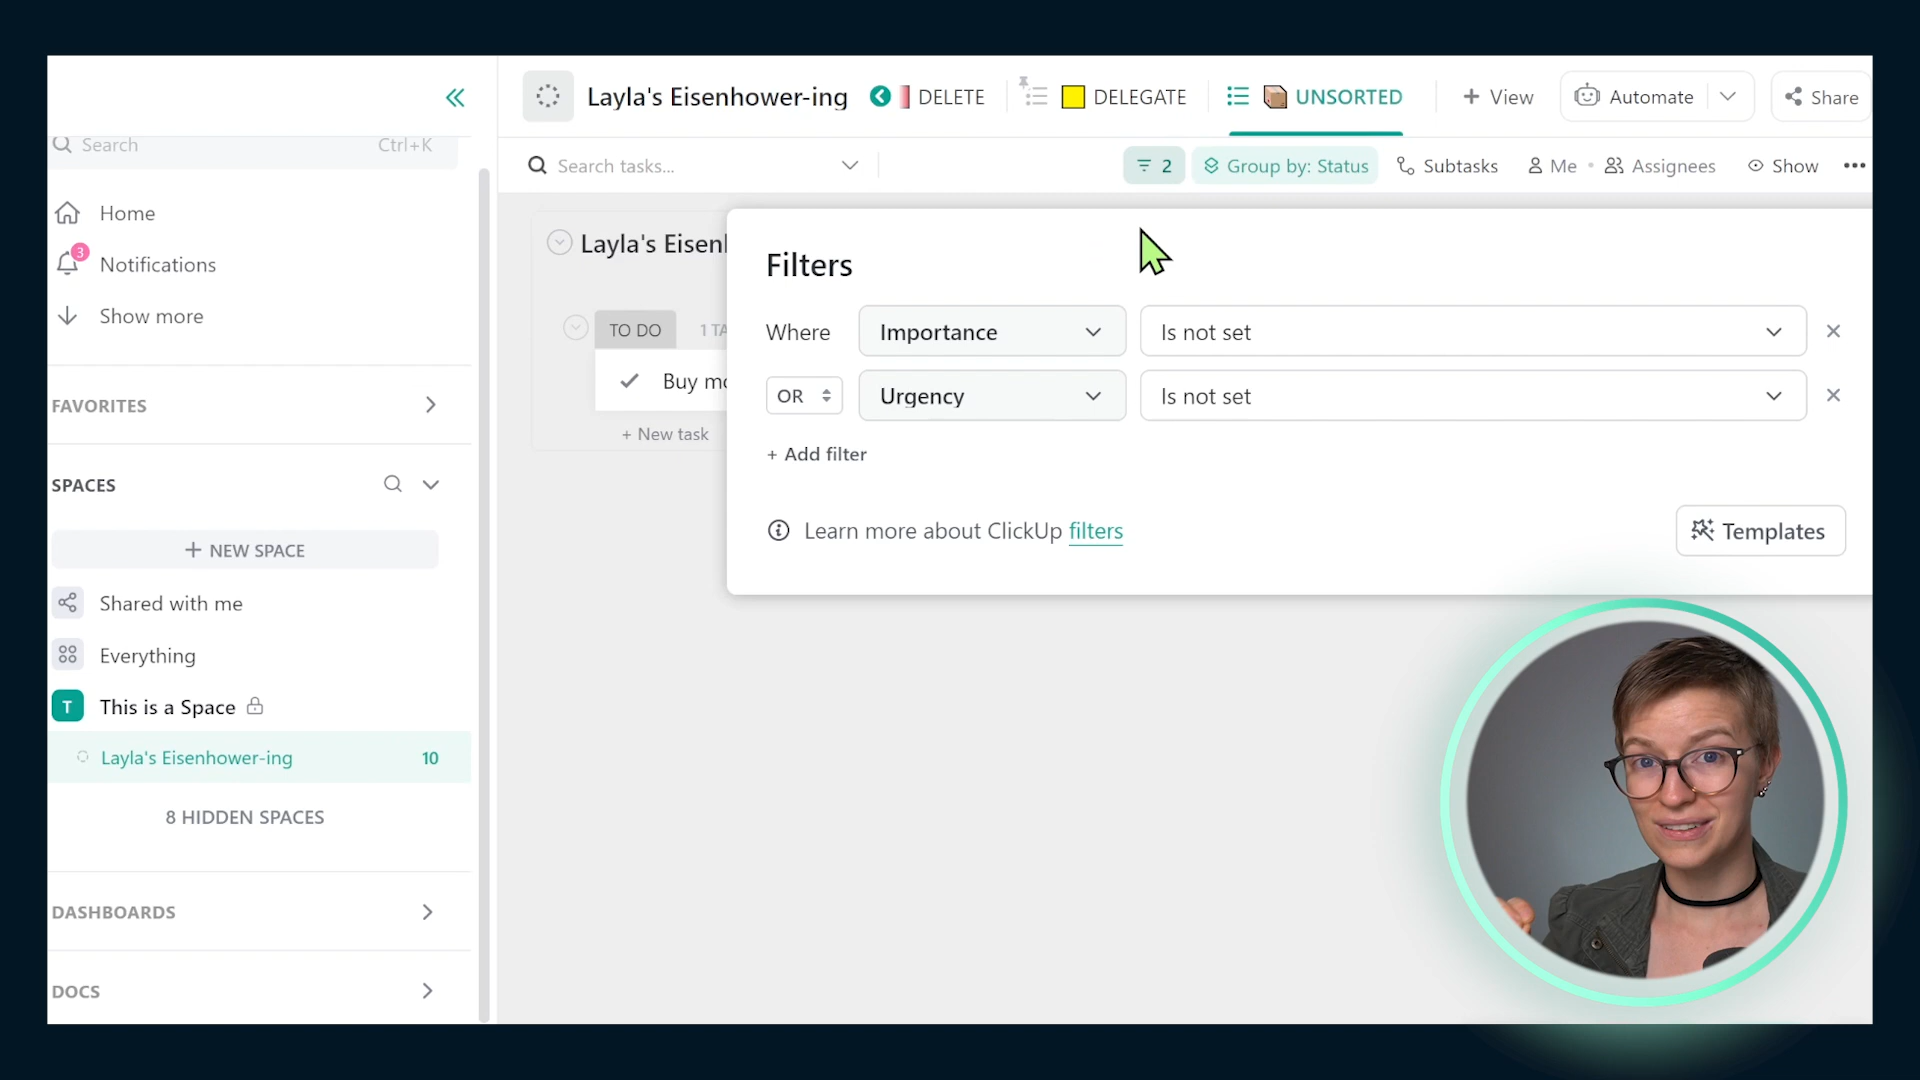 Layla's Eisenhower-ing
DELETE
DELEGATE
UNSORTED
+ View
Automate
Share
Search
Ctrl+K
Search tasks...
2
Group by: Status
Subtasks
Me
Assignees
Show
Home
3
Notifications
Show more
FAVORITES
SPACES
+ NEW SPACE
Shared with me
Everything
T
This is a Space
Layla's Eisenhower-ing
10
8 HIDDEN SPACES
DASHBOARDS
DOCS
Layla's
TO DO
1
Buy
+ New task
Filters
Where
Importance
Is not set
OR
Urgency
Is not set
+ Add filter
Learn more about ClickUp filters
Templates